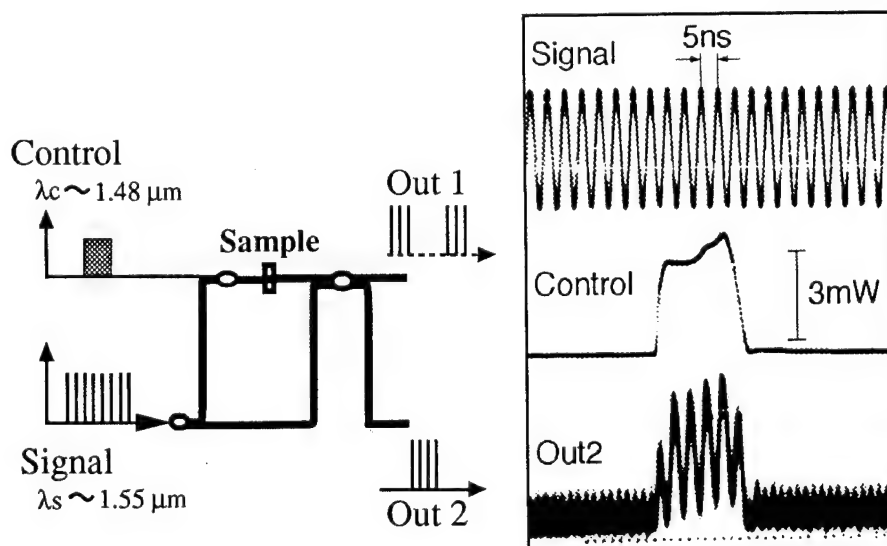 Control
λc～1.48 μm
Sample
Out 1
Signal
λs～1.55 μm
Out 2
Signal
5ns
Control
3mW
Out2